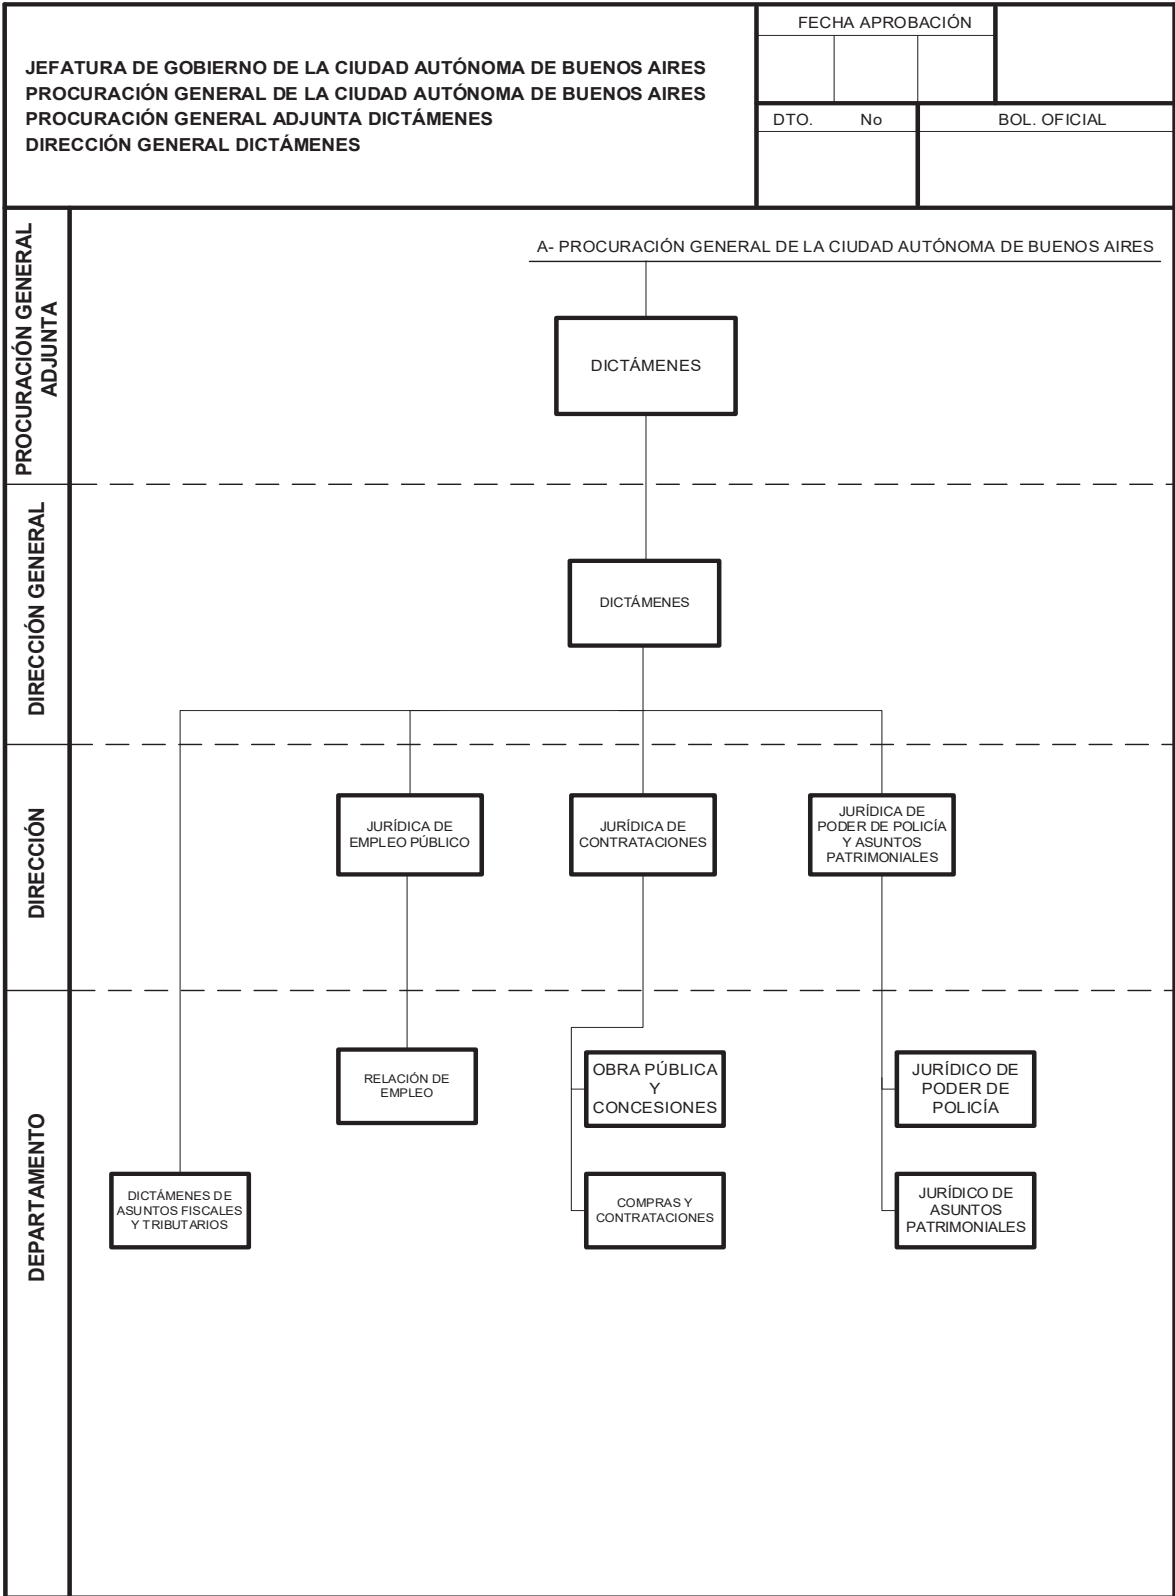 JEFATURA DE GOBIERNO DE LA CIUDAD AUTÓNOMA DE BUENOS AIRES
PROCURACIÓN GENERAL DE LA CIUDAD AUTÓNOMA DE BUENOS AIRES
PROCURACIÓN GENERAL ADJUNTA DICTÁMENES
DIRECCIÓN GENERAL DICTÁMENES
FECHA APROBACIÓN
DTO. No
BOL. OFICIAL
PROCURACIÓN GENERAL
ADJUNTA
A- PROCURACIÓN GENERAL DE LA CIUDAD AUTÓNOMA DE BUENOS AIRES
DICTÁMENES
DIRECCIÓN GENERAL
DICTÁMENES
DIRECCIÓN
JURÍDICA DE
EMPLEO PÚBLICO
JURÍDICA DE
CONTRATACIONES
JURÍDICA DE
PODER DE POLICÍA
Y ASUNTOS
PATRIMONIALES
DEPARTAMENTO
RELACIÓN DE
EMPLEO
OBRA PÚBLICA
Y
CONCESIONES
JURÍDICO DE
PODER DE
POLICÍA
DICTÁMENES DE
ASUNTOS FISCALES
Y TRIBUTARIOS
COMPRAS Y
CONTRATACIONES
JURÍDICO DE
ASUNTOS
PATRIMONIALES